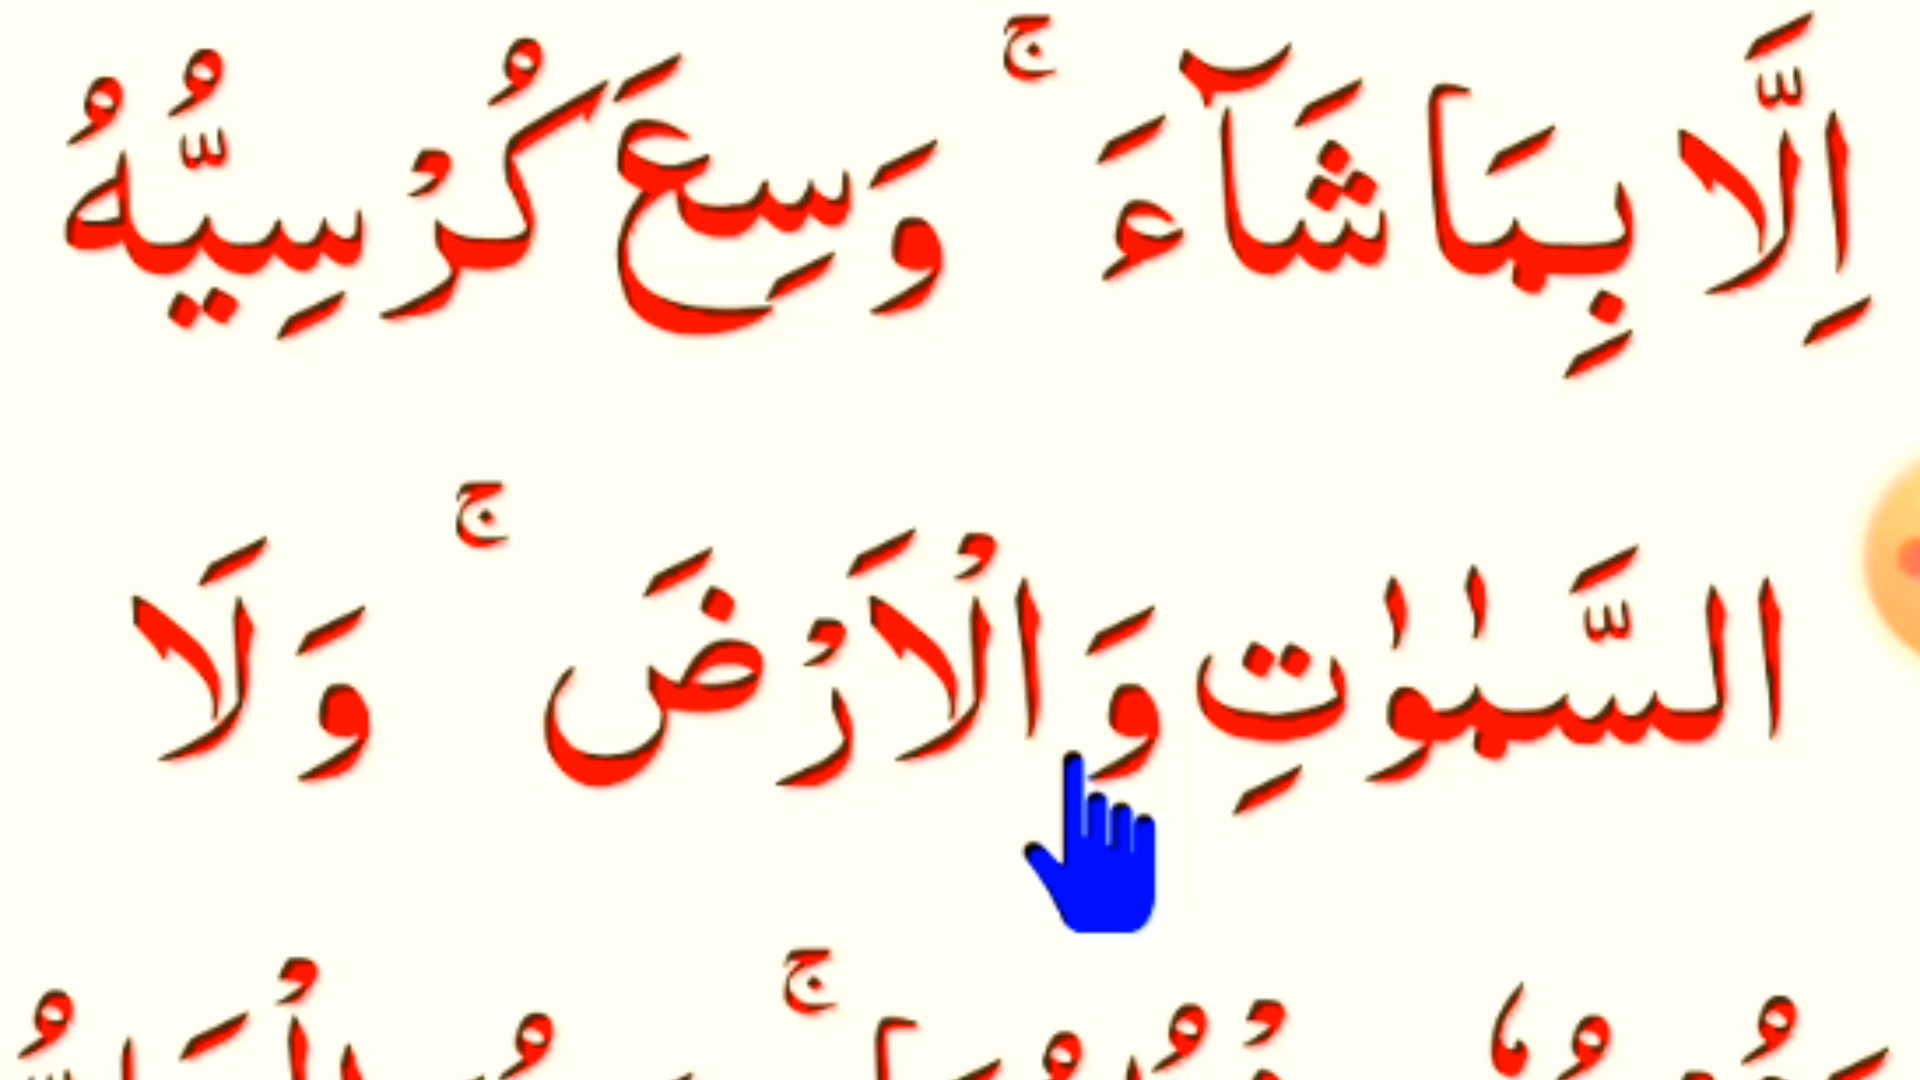 اِلَّا بِمَا شَآءَ ۚ وَسِعَ كُرْسِيُّهُ
السَّمٰوٰتِ وَالْاَرْضَ ۚ وَلَا